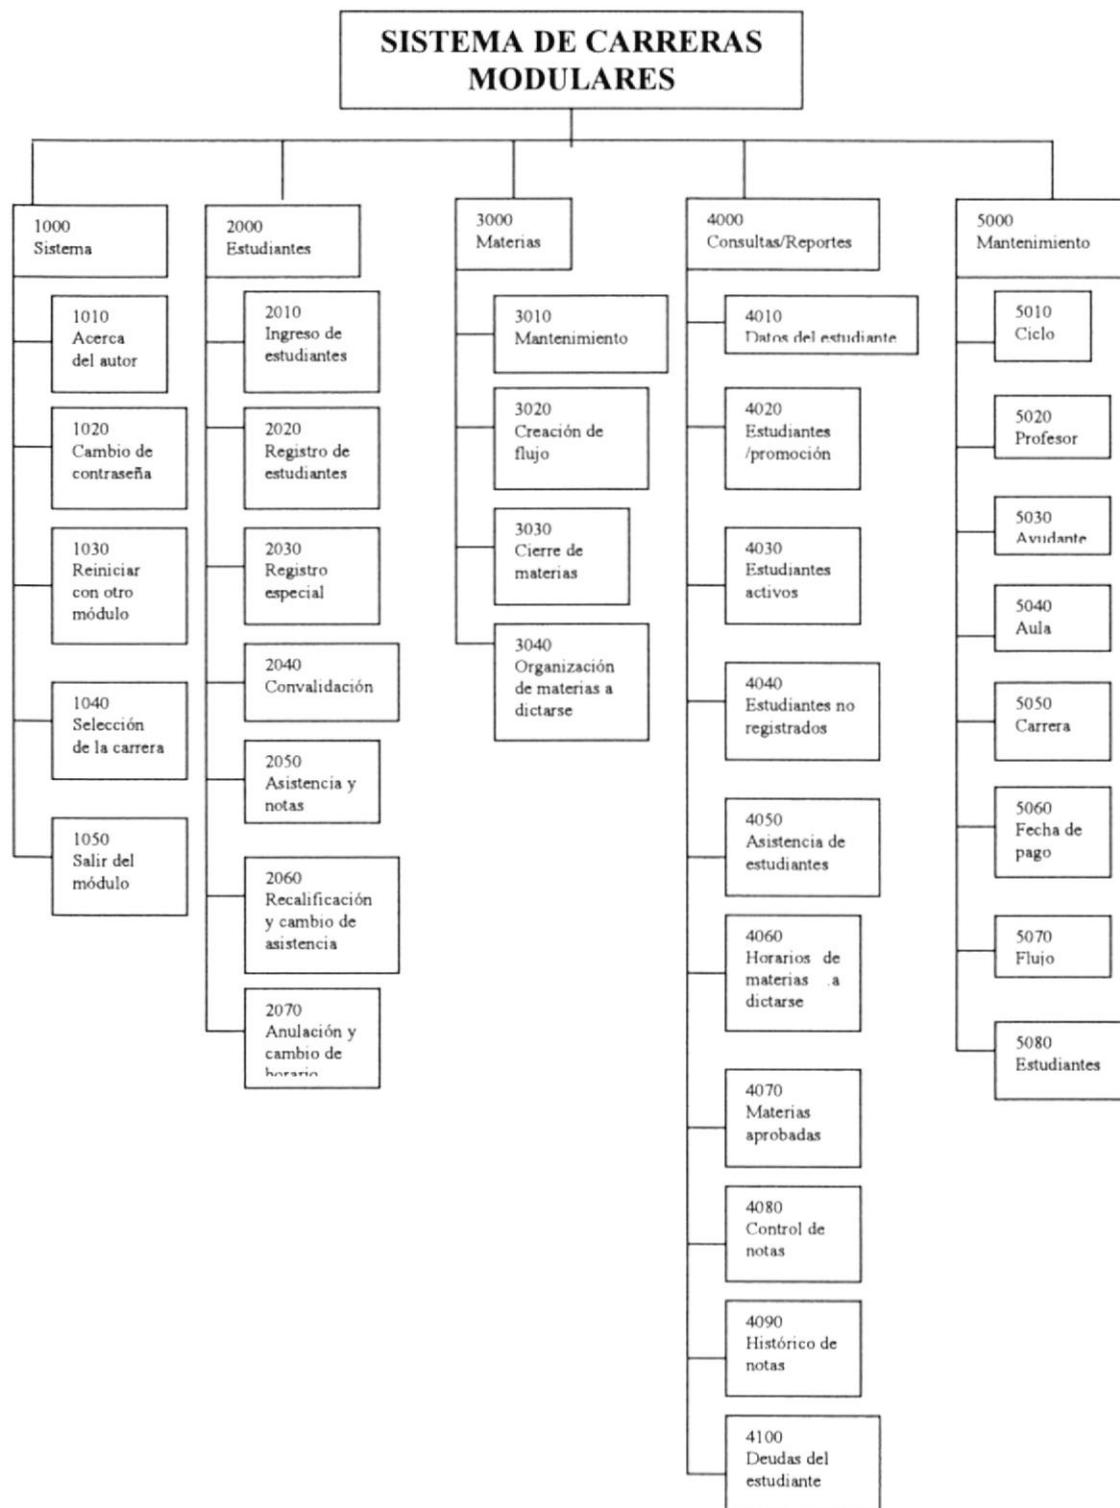 SISTEMA DE CARRERAS
MODULARES
1000
Sistema
1010
Acerca
del autor
1020
Cambio de
contraseña
1030
Reiniciar
con otro
módulo
1040
Selección
de la carrera
1050
Salir del
módulo
2000
Estudiantes
2010
Ingreso de
estudiantes
2020
Registro de
estudiantes
2030
Registro
especial
2040
Convalidación
2050
Asistencia y
notas
2060
Recalificación
y cambio de
asistencia
2070
Anulación y
cambio de
horario
3000
Materias
3010
Mantenimiento
3020
Creación de
flujo
3030
Cierre de
materias
3040
Organización
de materias a
dictarse
4000
Consultas/Reportes
4010
Datos del estudiante
4020
Estudiantes
/promoción
4030
Estudiantes
activos
4040
Estudiantes no
registrados
4050
Asistencia de
estudiantes
4060
Horarios de
materias .a
dictarse
4070
Materias
aprobadas
4080
Control de
notas
4090
Histórico de
notas
4100
Deudas del
estudiante
5000
Mantenimiento
5010
Ciclo
5020
Profesor
5030
Ayudante
5040
Aula
5050
Carrera
5060
Fecha de
pago
5070
Flujo
5080
Estudiantes